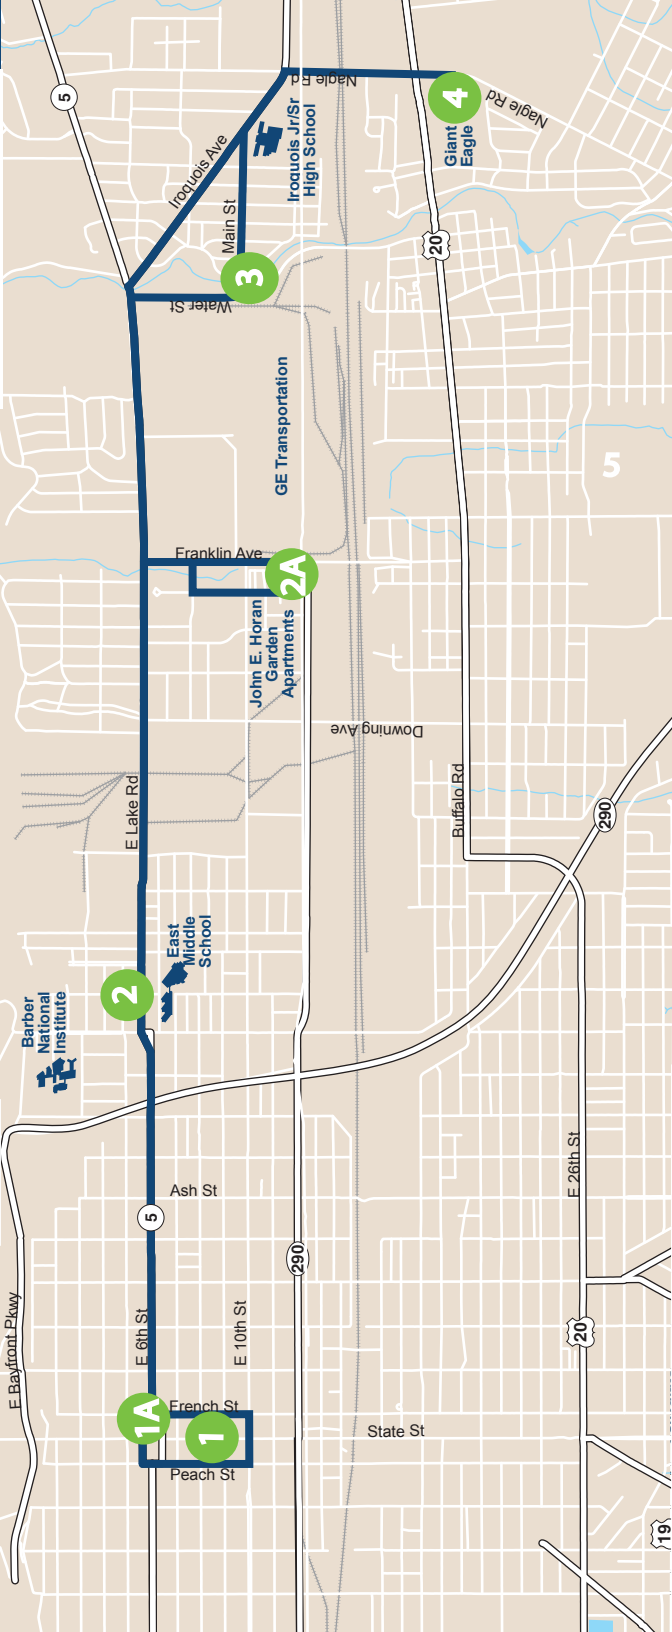 5
Iroquois Ave
Nagle Rd
Nagle Rd
4
Giant
Eagle
Iroquois Jr/Sr
High School
Main St
20
3
Water St
GE Transportation
5
Franklin Ave
2A
John E. Horan
Garden
Apartments
Downing Ave
E Lake Rd
Buffalo Rd
290
East
Middle
School
2
Barber
National
Institute
Ash St
E 26th St
5
290
E Bayfront Pkwy
E 6th St
E 10th St
20
1A
French St
1
State St
Peach St
19